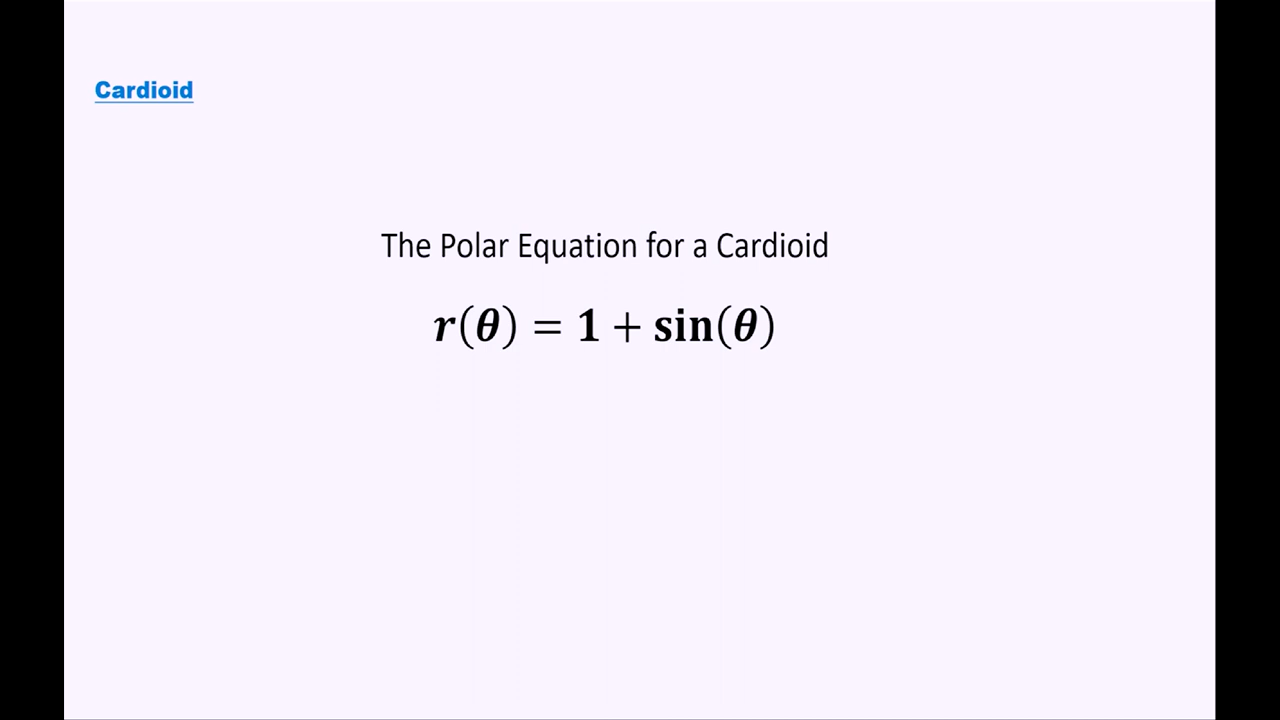 Cardioid
The Polar Equation for a Cardioid
r(θ) = 1 + sin(θ)